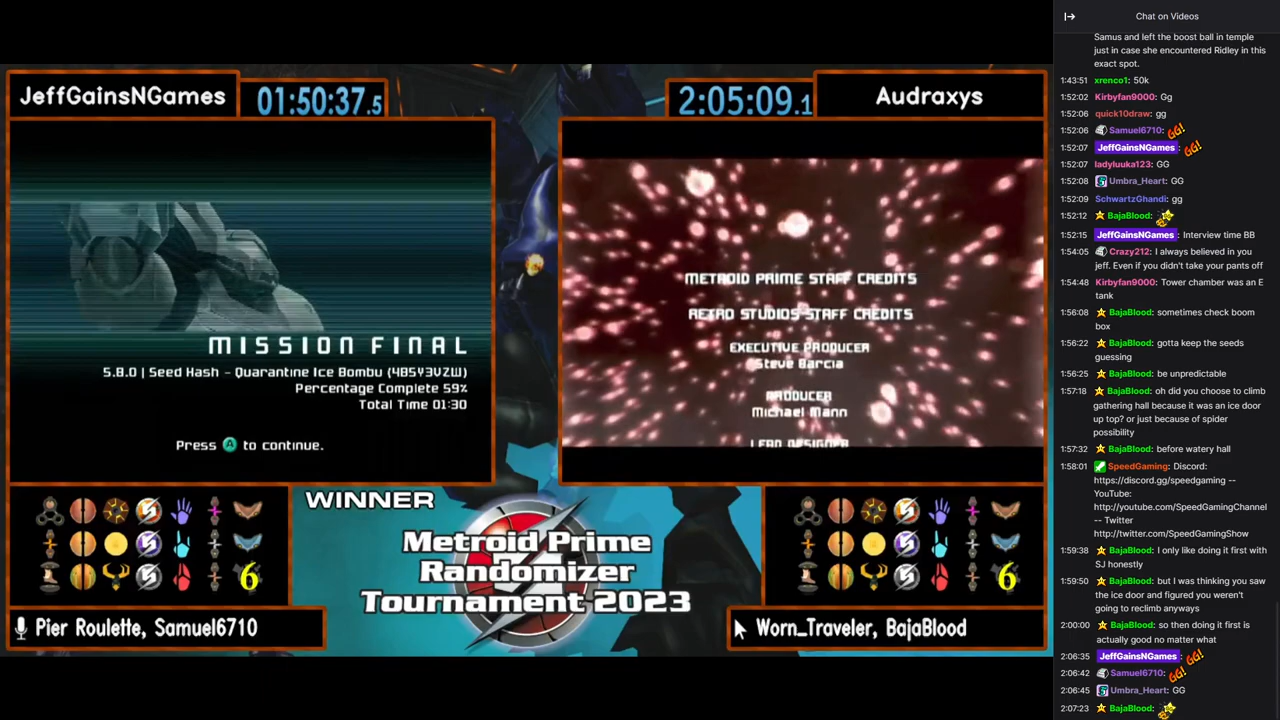 JeffGainsNGames
01:50:37.5
2:05:09.1
Audraxys
MISSION FINAL
5.8.0 | Seed Hash - Quarantine Ice Bombu (4B5Y3VZW)
Percentage Complete 59%
Total Time 01:30
Press A to continue.
METROID PRIME STAFF CREDITS
RETRO STUDIOS STAFF CREDITS
EXECUTIVE PRODUCER
Steve Barcia
PRODUCER
Michael Mann
LEAD DESIGNER
6
WINNER
Metroid Prime
Randomizer
Tournament 2023
6
Pier Roulette, Samuel6710
Worn_Traveler, BajaBlood
Chat on Videos
Samus and left the boost ball in temple
just in case she encountered Ridley in this
exact spot.
1:43:51 xrenco1: 50k
1:52:02 Kirbyfan9000: Gg
1:52:06 quick10draw: gg
1:52:06 Samuel6710: GG!
1:52:07 JeffGainsNGames: GG!
1:52:07 ladyluuka123: GG
1:52:08 Umbra_Heart: GG
1:52:09 SchwartzGhandi: gg
1:52:12 BajaBlood:
1:52:15 JeffGainsNGames: Interview time BB
1:54:05 Crazy212: I always believed in you
jeff. Even if you didn't take your pants off
1:54:48 Kirbyfan9000: Tower chamber was an E
tank
1:56:08 BajaBlood: sometimes check boom
box
1:56:22 BajaBlood: gotta keep the seeds
guessing
1:56:25 BajaBlood: be unpredictable
1:57:18 BajaBlood: oh did you choose to climb
gathering hall because it was an ice door
up top? or just because of spider
possibility
1:57:32 BajaBlood: before watery hall
1:58:01 SpeedGaming: Discord:
https://discord.gg/speedgaming --
YouTube:
http://youtube.com/SpeedGamingChannel
-- Twitter
http://twitter.com/SpeedGamingShow
1:59:38 BajaBlood: I only like doing it first with
SJ honestly
1:59:50 BajaBlood: but I was thinking you saw
the ice door and figured you weren't
going to reclimb anyways
2:00:00 BajaBlood: so then doing it first is
actually good no matter what
2:06:35 JeffGainsNGames: GG!
2:06:42 Samuel6710: GG!
2:06:45 Umbra_Heart: GG
2:07:23 BajaBlood: